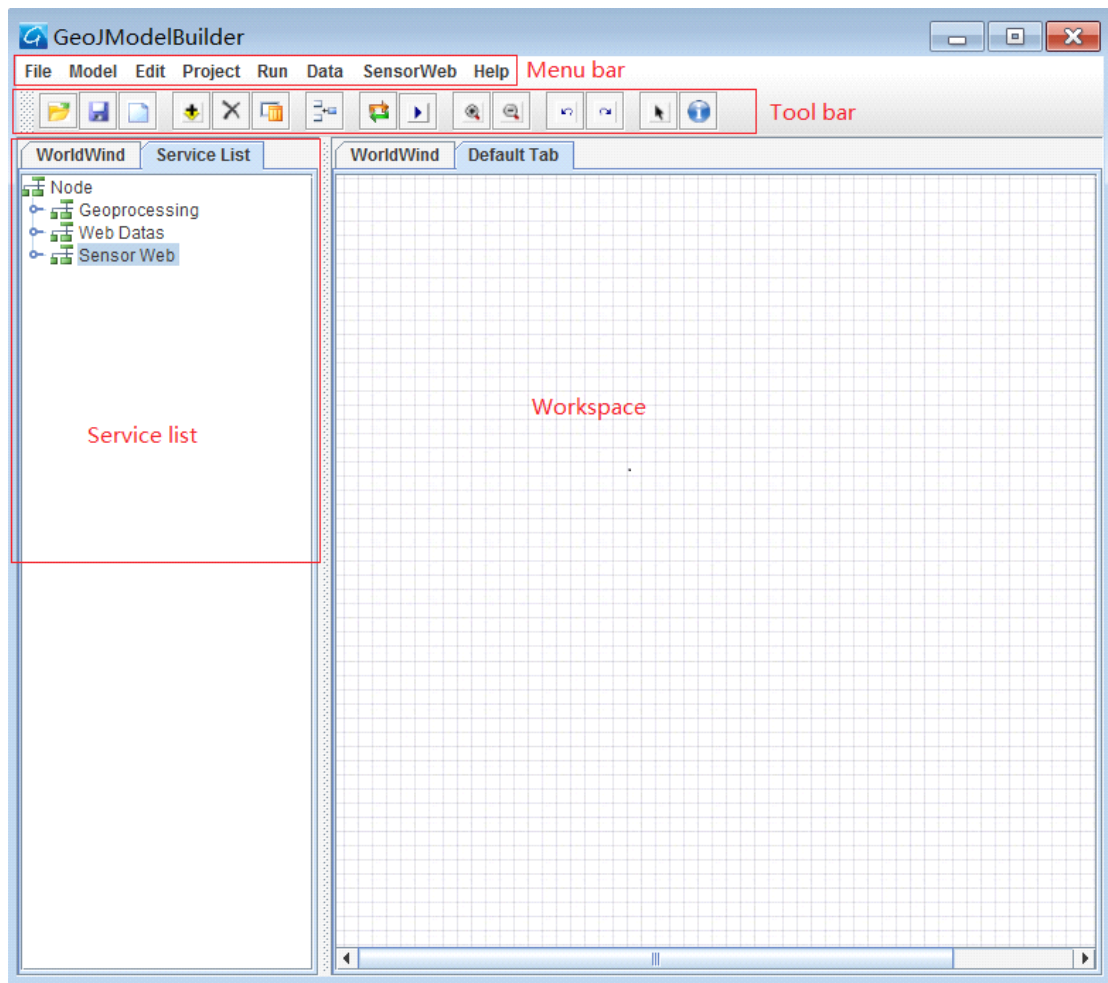 GeoJModelBuilder
File Model Edit Project Run Data SensorWeb Help Menu bar
Tool bar
WorldWind Service List WorldWind Default Tab
Node
Geoprocessing
Web Datas
Sensor Web
Workspace
Service list